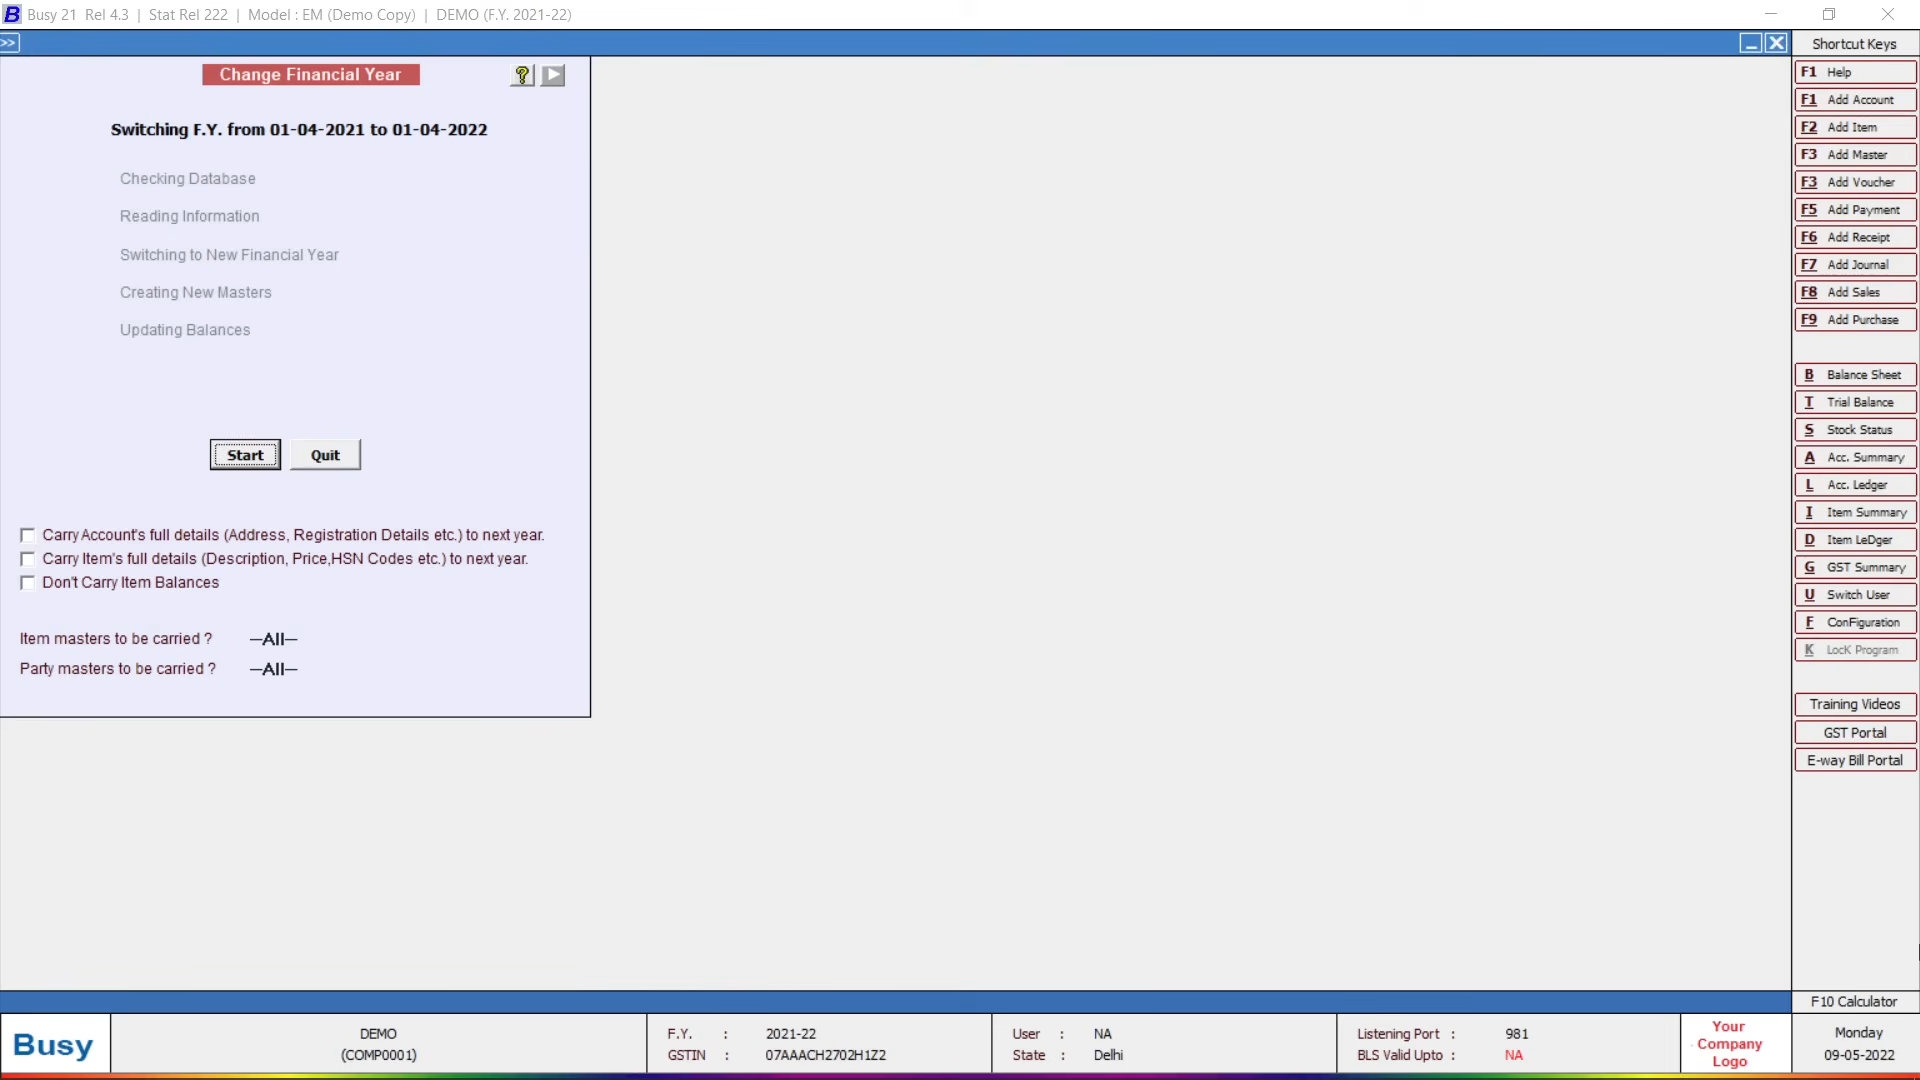 B Busy 21 Rel 4.3 | Stat Rel 222 | Model : EM (Demo Copy) | DEMO (F.Y. 2021-22)
>>
Shortcut Keys
Change Financial Year
?
Switching F.Y. from 01-04-2021 to 01-04-2022
Checking Database
Reading Information
Switching to New Financial Year
Creating New Masters
Updating Balances
Start Quit
Carry Account's full details (Address, Registration Details etc.) to next year.
Carry Item's full details (Description, Price,HSN Codes etc.) to next year.
Don't Carry Item Balances
Item masters to be carried ? —All—
Party masters to be carried ? —All—
F1 Help
F1 Add Account
F2 Add Item
F3 Add Master
F3 Add Voucher
F5 Add Payment
F6 Add Receipt
F7 Add Journal
F8 Add Sales
F9 Add Purchase
B Balance Sheet
T Trial Balance
S Stock Status
A Acc. Summary
L Acc. Ledger
I Item Summary
D Item LeDger
G GST Summary
U Switch User
F ConFiguration
K LocK Program
Training Videos
GST Portal
E-way Bill Portal
F10 Calculator
Busy
DEMO
(COMP0001)
F.Y. : 2021-22
GSTIN : 07AAACH2702H1Z2
User : NA
State : Delhi
Listening Port : 981
BLS Valid Upto : NA
Your
Company
Logo
Monday
09-05-2022